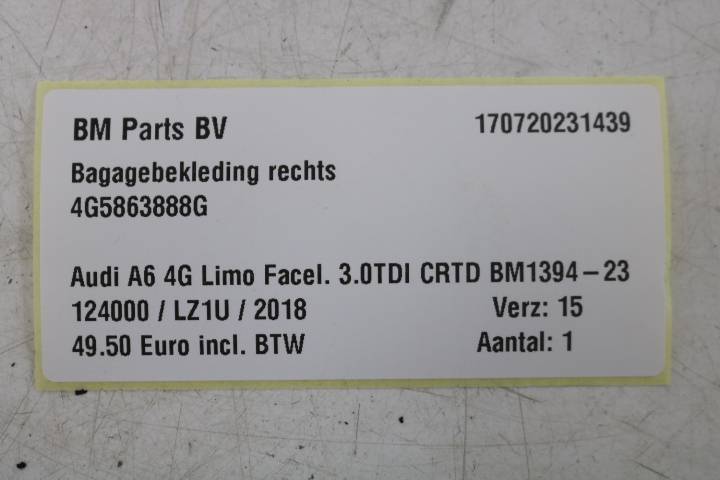 BM Parts BV 170720231439
Bagagebekleding rechts
4G5863888G
Audi A6 4G Limo Facel. 3.0TDI CRTD BM1394-23
124000 / LZ1U / 2018 Verz: 15
49.50 Euro incl. BTW Aantal: 1